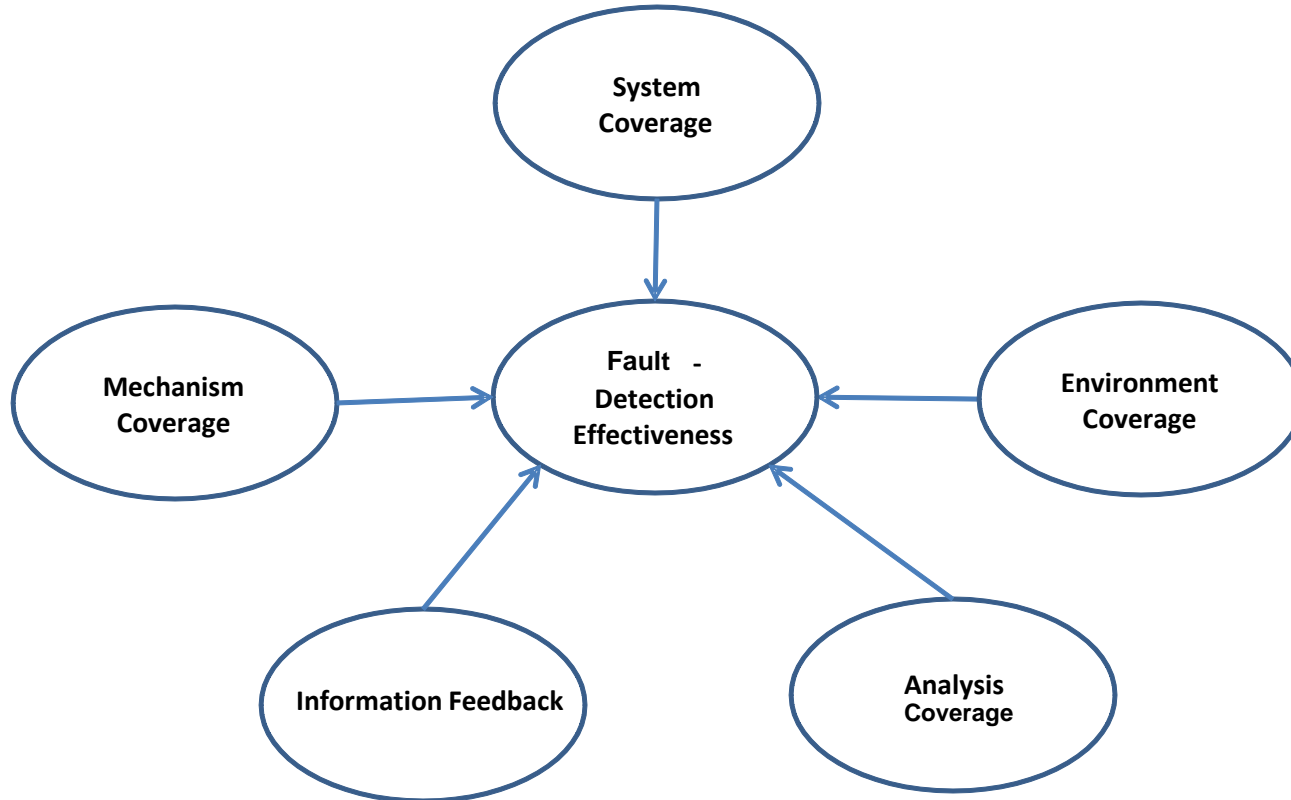 System
Coverage
Mechanism
Coverage
Fault -
Detection
Effectiveness
Environment
Coverage
Information Feedback
Analysis
Coverage